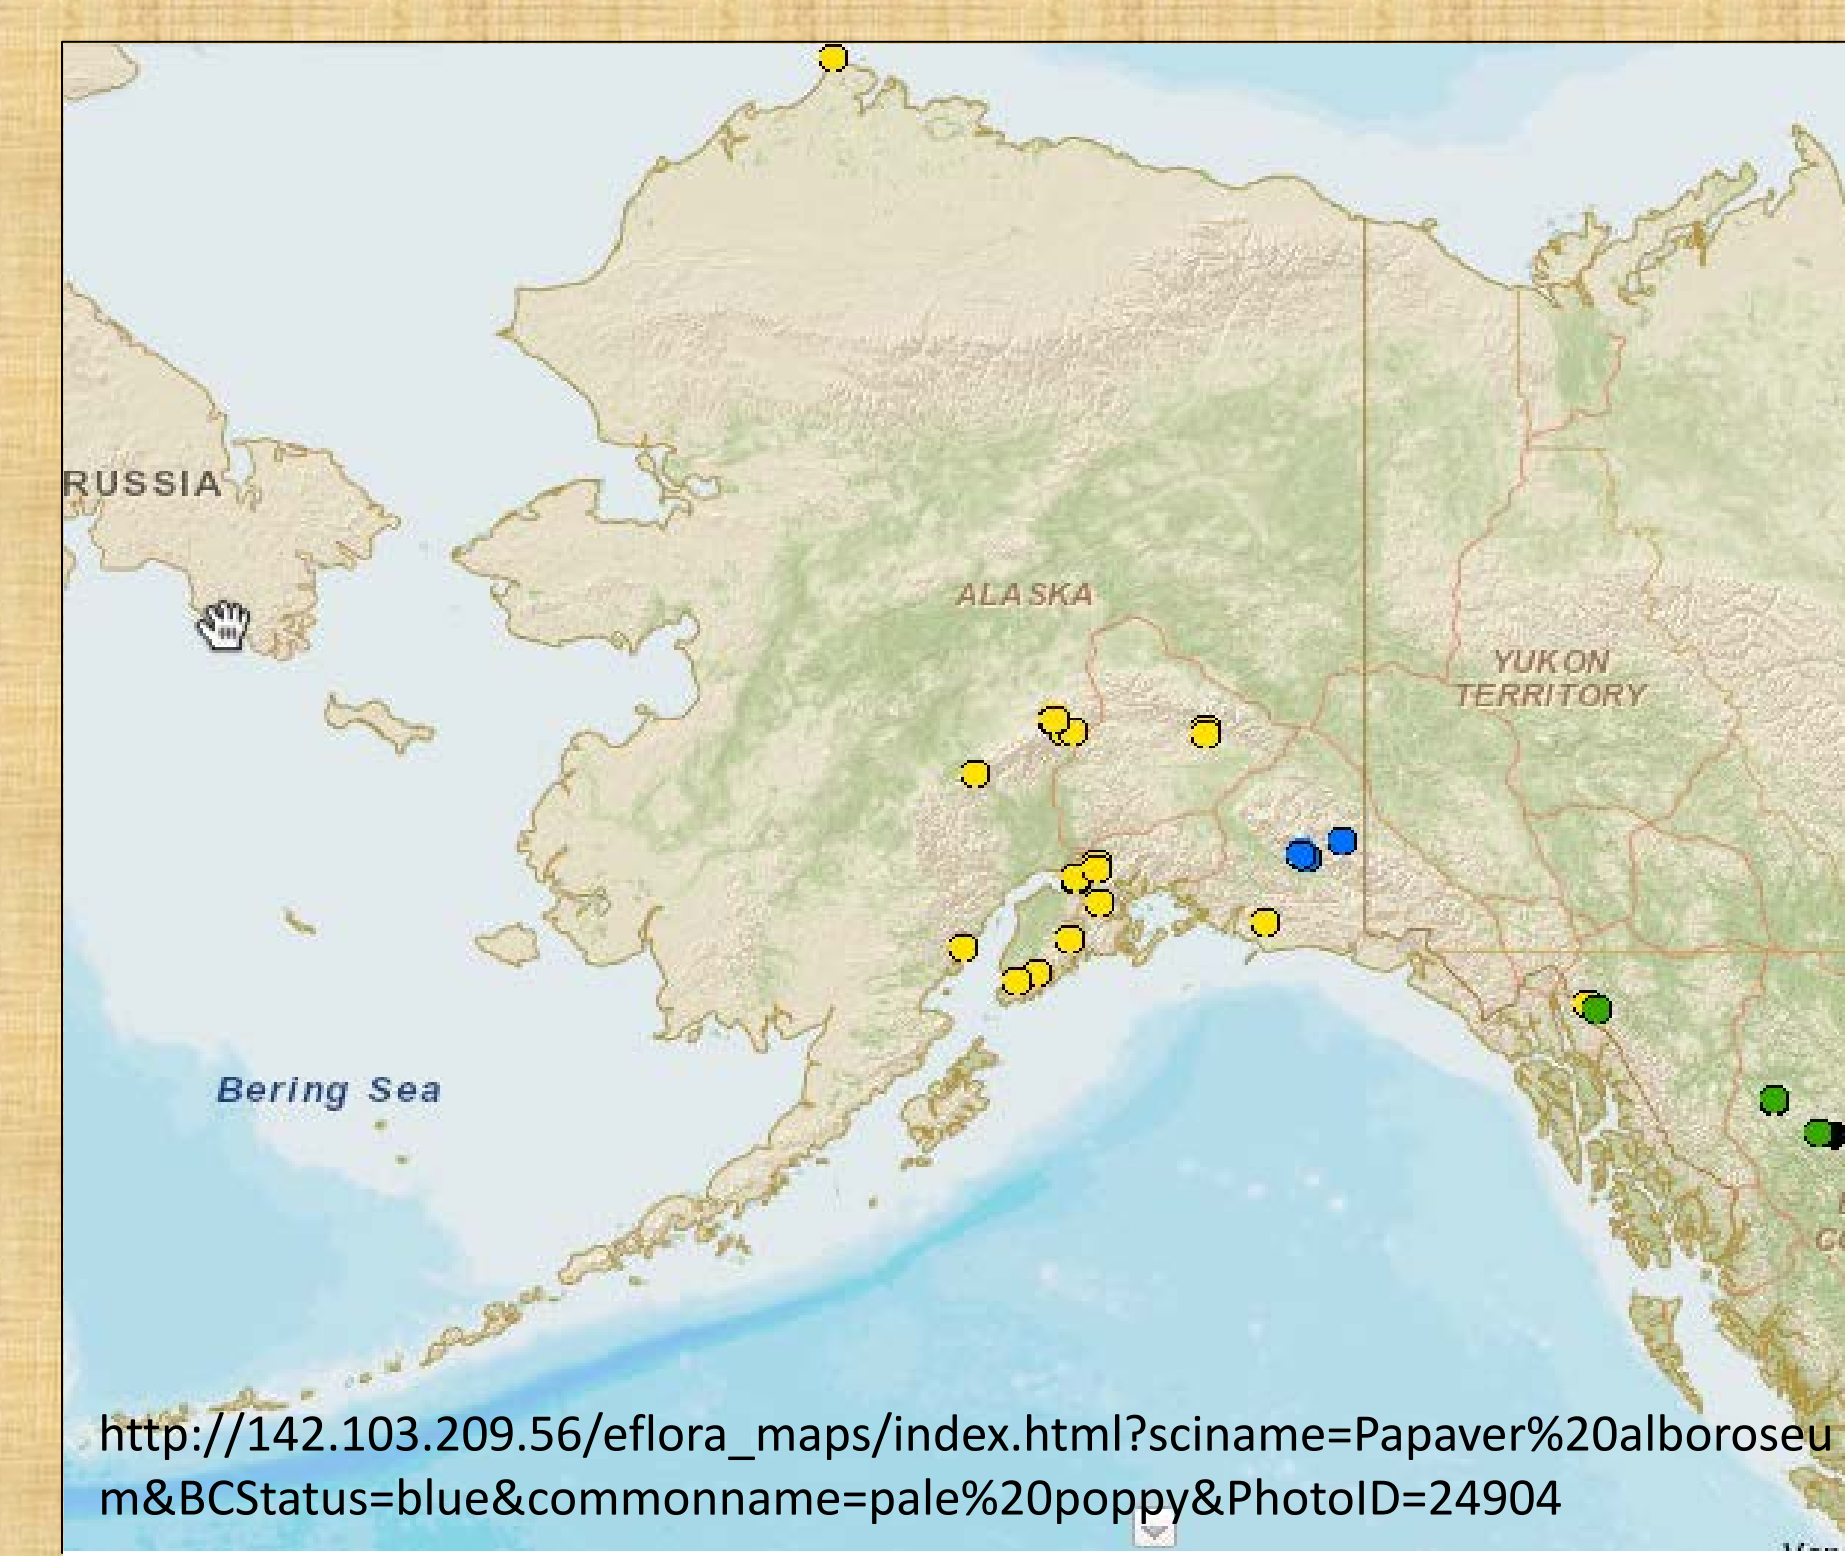 RUSSIA
ALASKA
YUKON
TERRITORY
Bering Sea
http://142.103.209.56/eflora_maps/index.html?sciname=Papaver%20alboroseu
m&BCStatus=blue&commonname=pale%20poppy&PhotoID=24904